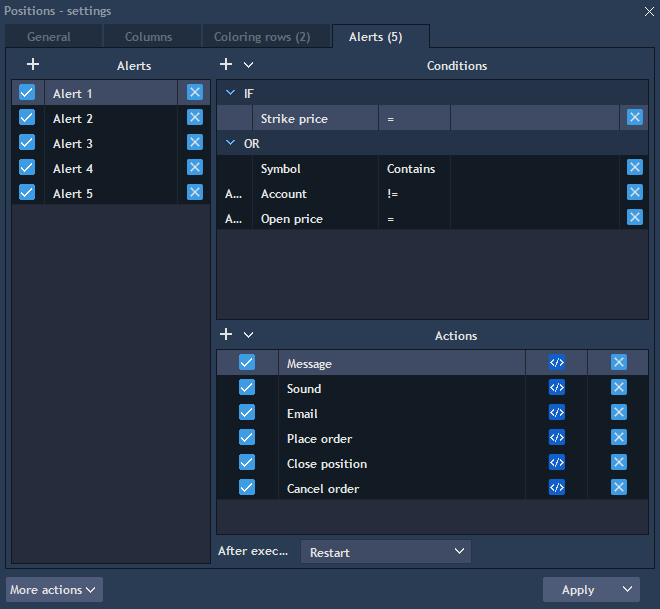 Positions - settings
General Columns Coloring rows (2) Alerts (5)
Alerts
Alert 1
Alert 2
Alert 3
Alert 4
Alert 5
Conditions
IF
Strike price =
OR
Symbol Contains
A... Account !=
A... Open price =
Actions
Message </>
Sound </>
Email </>
Place order </>
Close position </>
Cancel order </>
After exec... Restart
More actions Apply